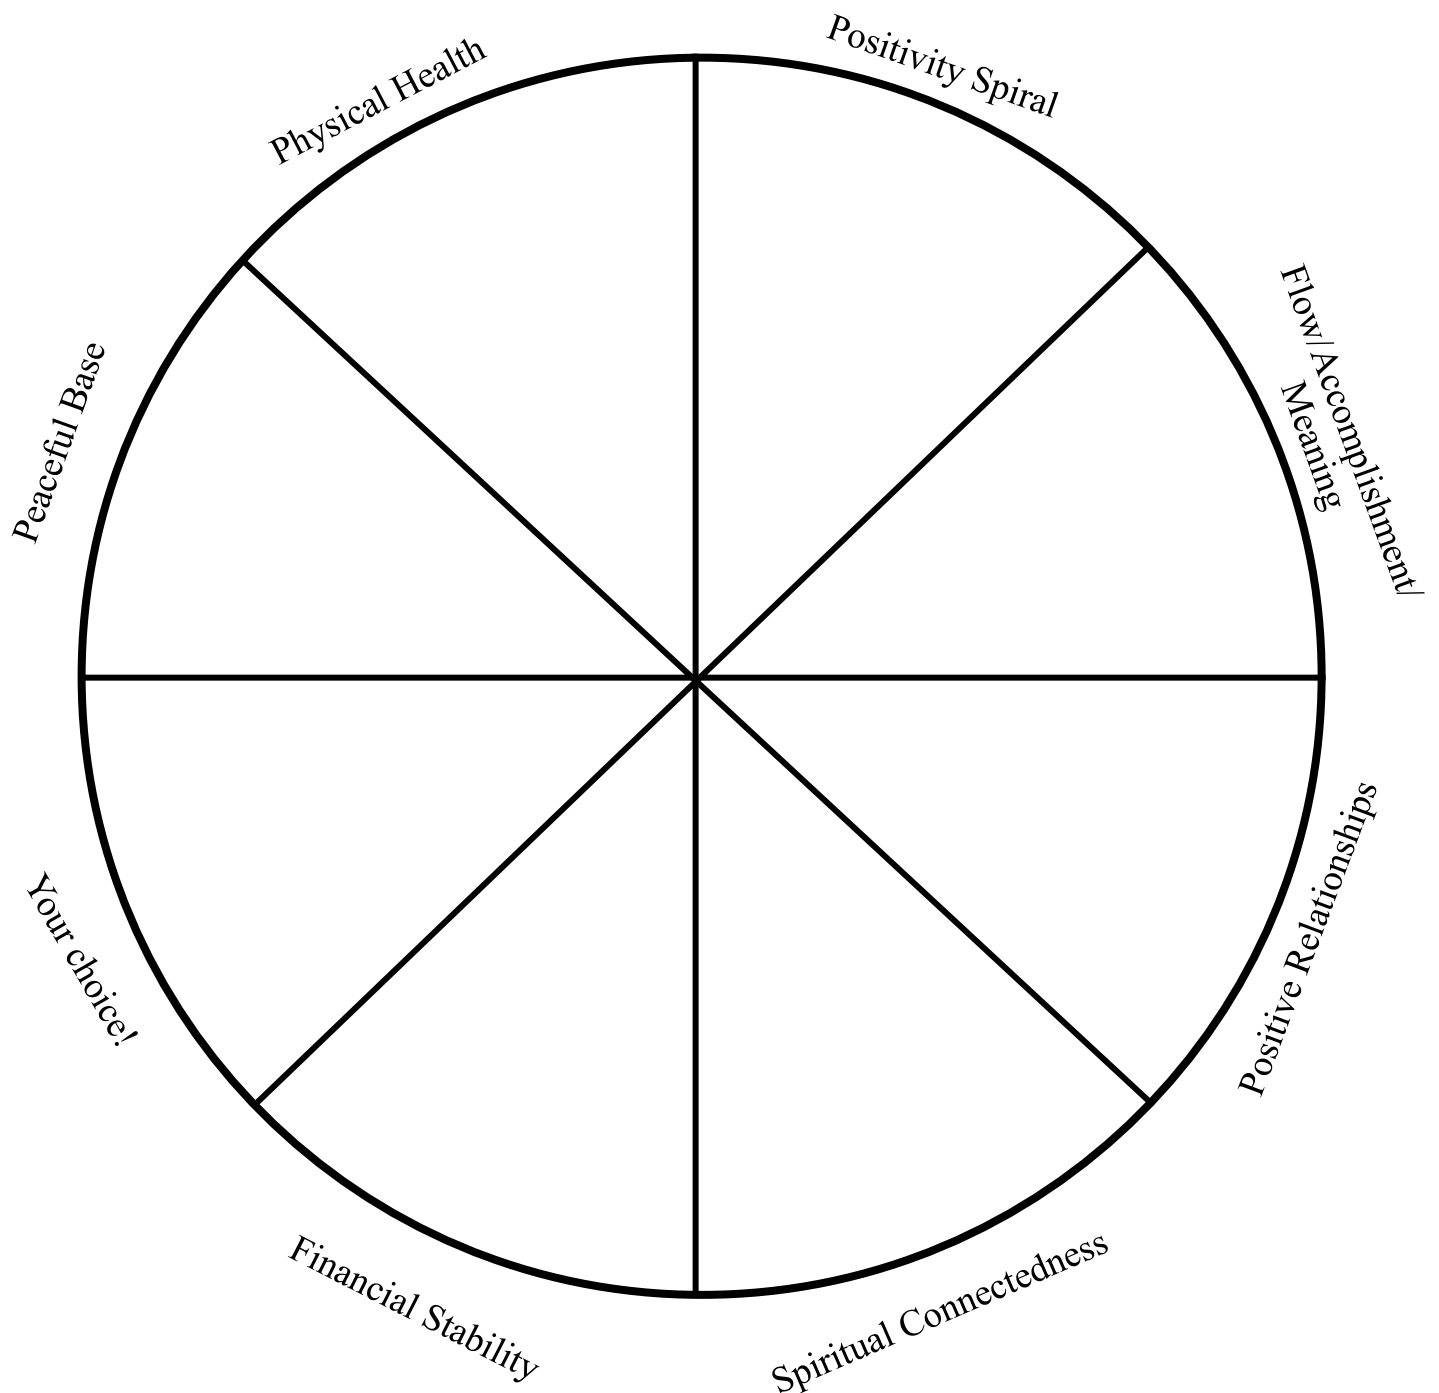 Physical Health
Positivity Spiral
Flow/Accomplishment/
Meaning
Positive Relationships
Spiritual Connectedness
Financial Stability
Your choice!
Peaceful Base